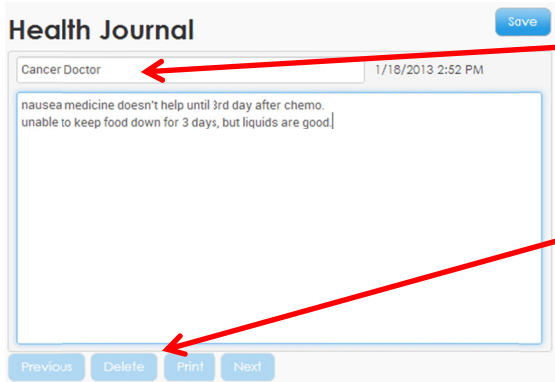 Health Journal
Save
Cancer Doctor
1/18/2013 2:52 PM
nausea medicine doesn't help until 3rd day after chemo.
unable to keep food down for 3 days, but liquids are good.
Previous
Delete
Print
Next